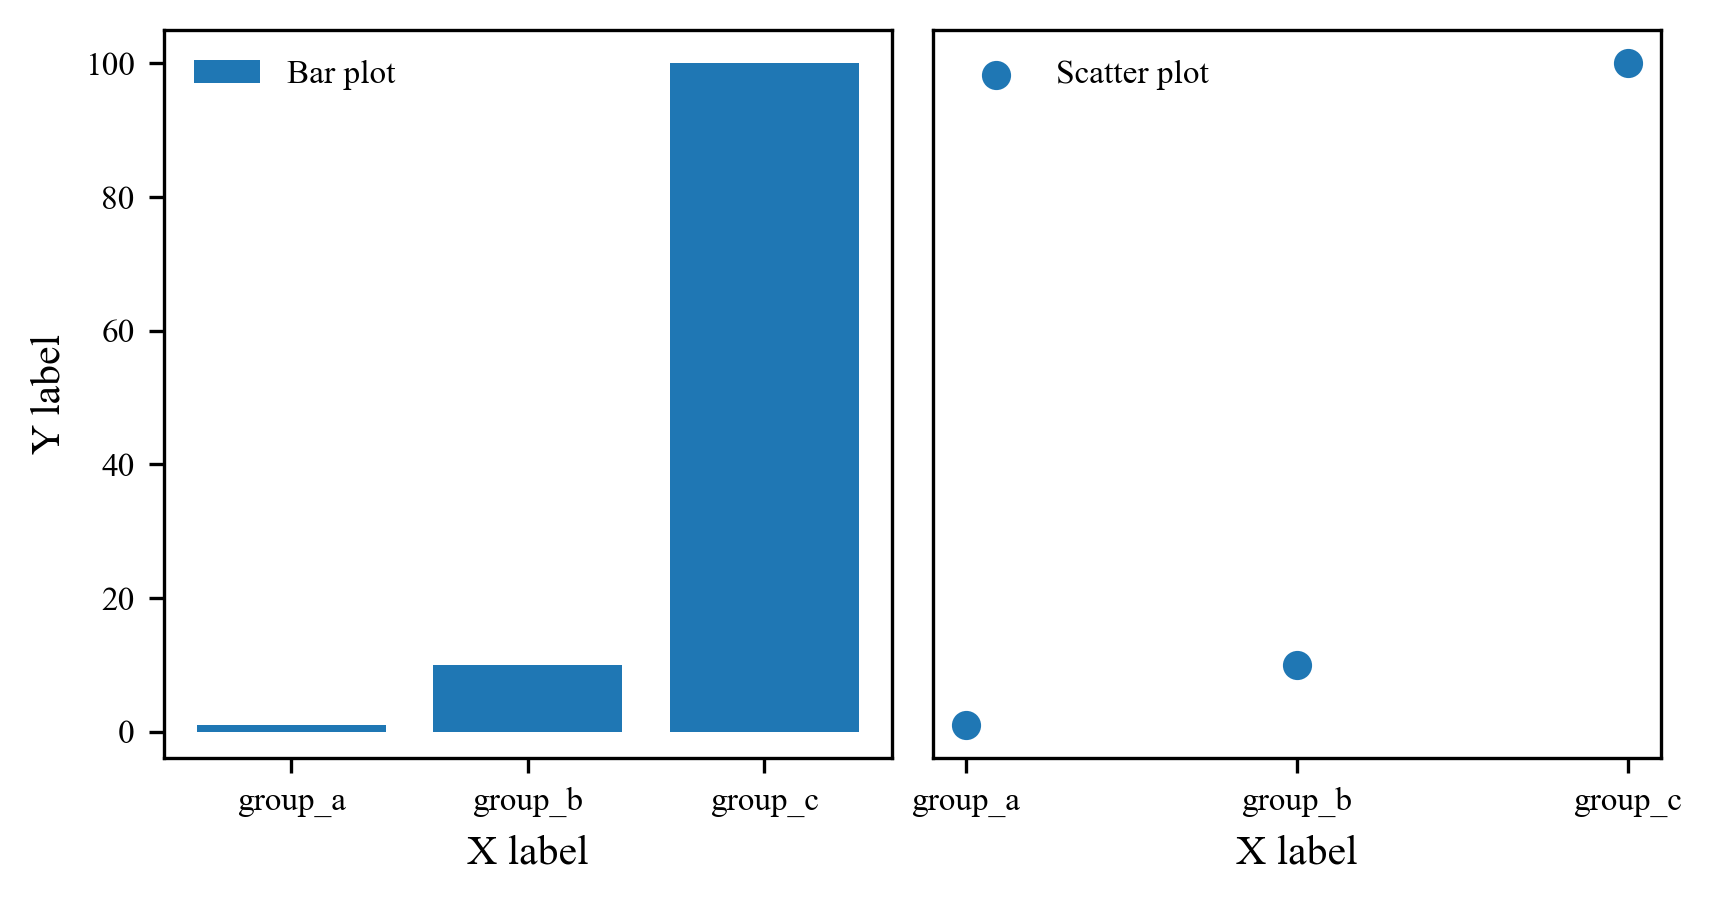 Bar plot
Scatter plot
100
80
60
40
20
0
Y label
group_a group_b group_c
group_a group_b group_c
X label
X label